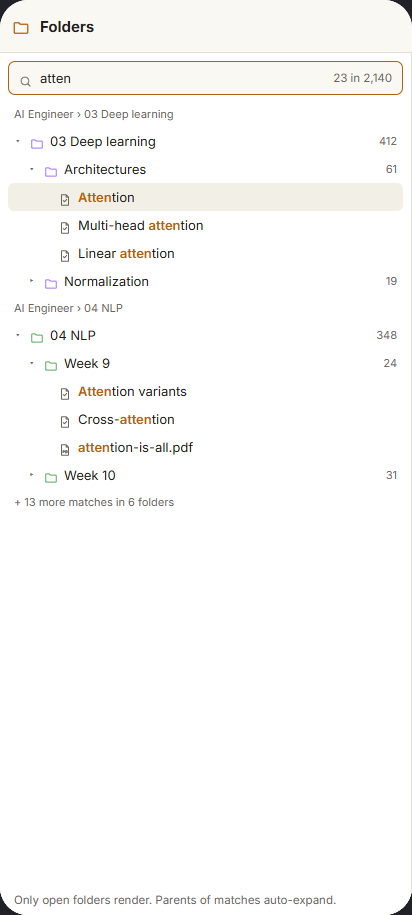 Folders
atten 23 in 2,140
AI Engineer › 03 Deep learning
03 Deep learning 412
Architectures 61
Attention
Multi-head attention
Linear attention
Normalization 19
AI Engineer › 04 NLP
04 NLP 348
Week 9 24
Attention variants
Cross-attention
attention-is-all.pdf
Week 10 31
+ 13 more matches in 6 folders
Only open folders render. Parents of matches auto-expand.